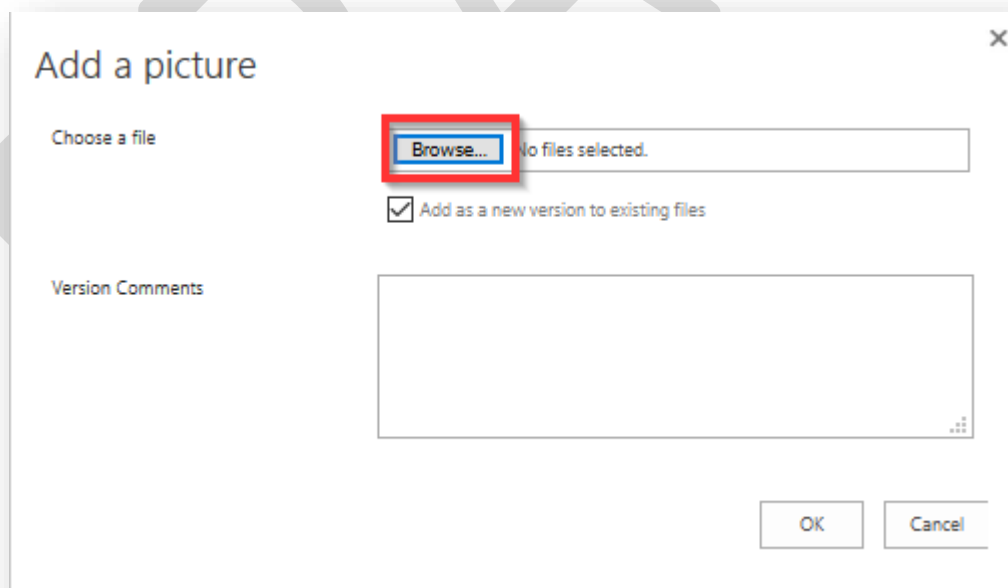 Add a picture
Choose a file
Browse... No files selected.
Add as a new version to existing files
Version Comments
OK Cancel